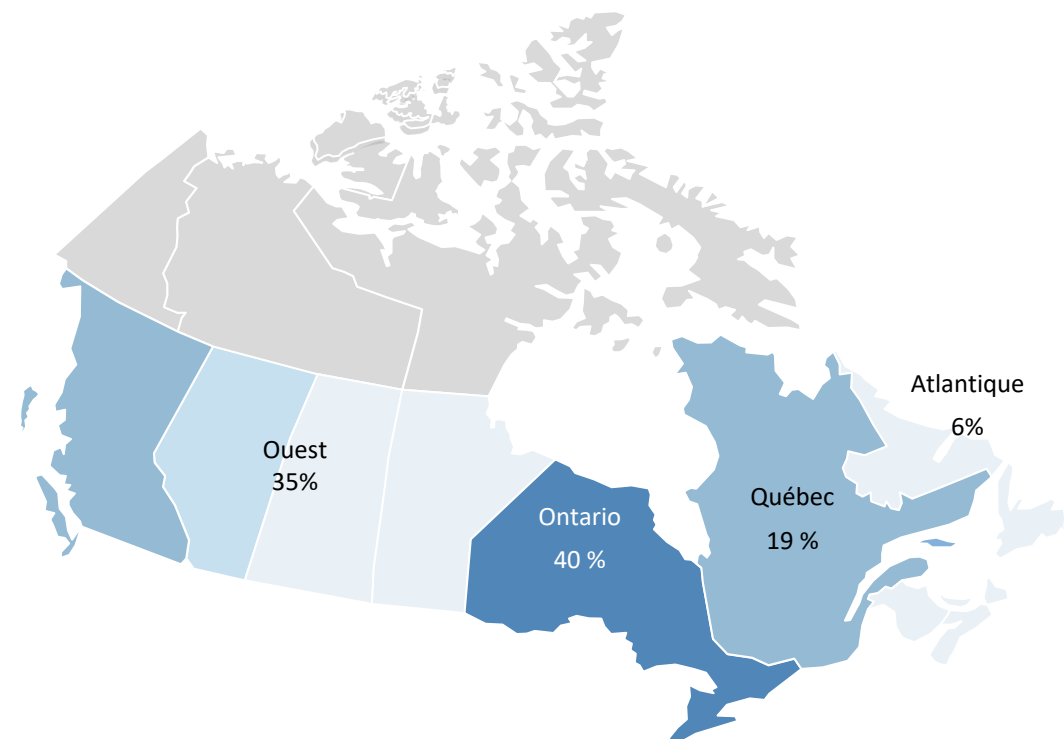 Atlantique
6%
Ouest
35%
Québec
19 %
Ontario
40 %